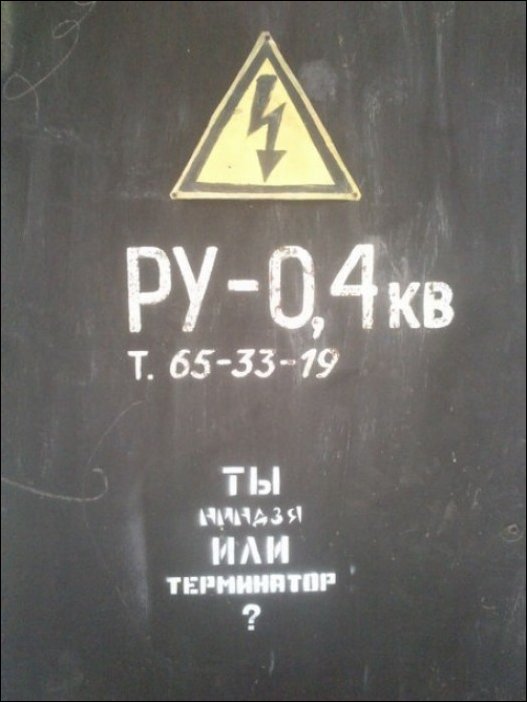 РУ-0,4кв
Т. 65-33-19
ТЫ
НИНДЗЯ
ИЛИ
ТЕРМИНАТОР
?